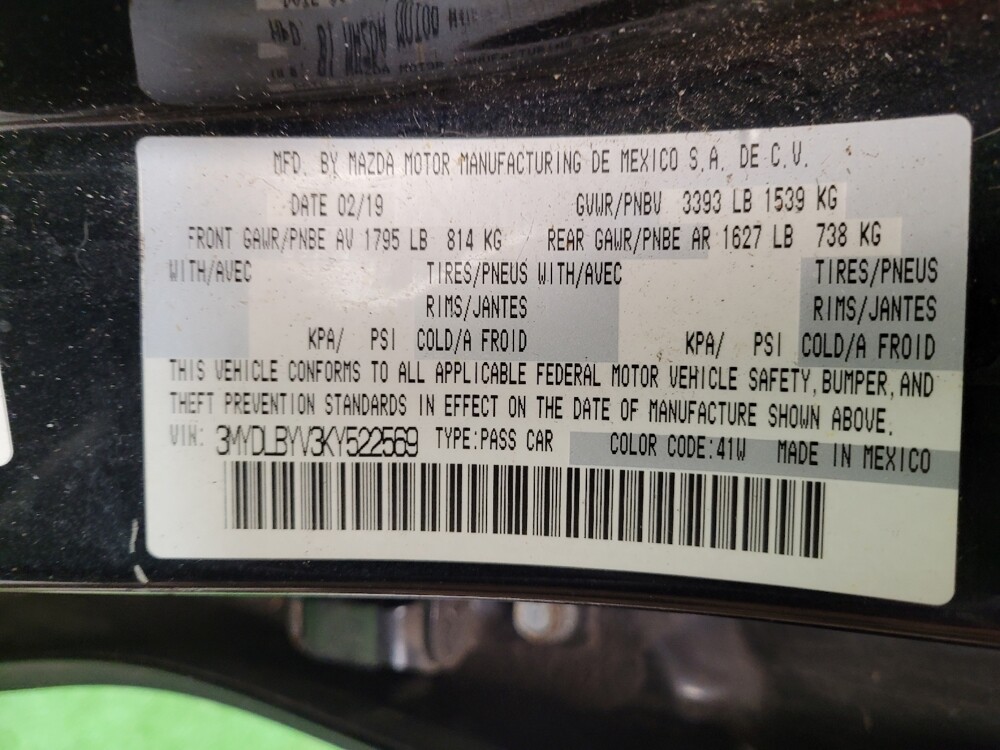 MFD. BY MAZDA MOTOR MANUFACTURING DE MEXICO S.A. DE C.V.
DATE 02/19 GVWR/PNBV 3393 LB 1539 KG
FRONT GAWR/PNBE AV 1795 LB 814 KG / REAR GAWR/PNBE AR 1627 LB 738 KG
WITH/AVEC TIRES/PNEUS WITH/AVEC TIRES/PNEUS
RIMS/JANTES RIMS/JANTES
KPA/ PSI COLD/A FROID KPA/ PSI COLD/A FROID
THIS VEHICLE CONFORMS TO ALL APPLICABLE FEDERAL MOTOR VEHICLE SAFETY, BUMPER, AND
THEFT PREVENTION STANDARDS IN EFFECT ON THE DATE OF MANUFACTURE SHOWN ABOVE.
VIN: 3MYDLBYV3KY522569 TYPE:PASS CAR COLOR CODE:41W MADE IN MEXICO